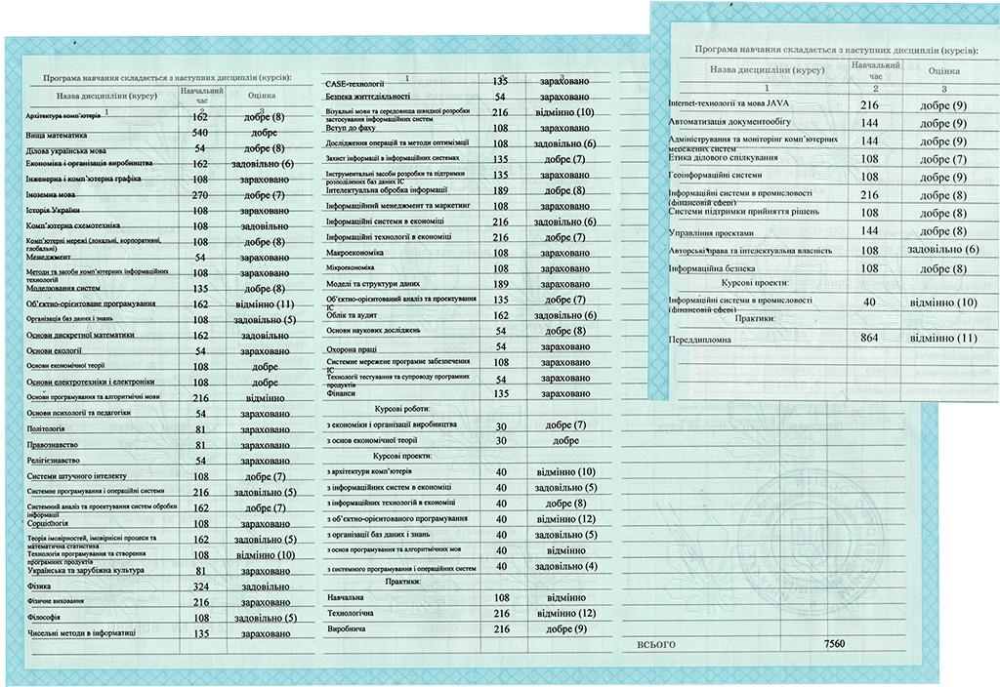 Програма навчання складається з наступних дисциплін (курсів):
Назва дисципліни (курсу) Навчальний час Оцінка
1 2 3
Архітектура комп'ютерів 162 добре (8)
Вища математика 540 добре
Ділова українська мова 54 добре (8)
Економіка і організація виробництва 162 задовільно (6)
Інженерна і комп'ютерна графіка 108 зараховано
Іноземна мова 270 добре (7)
Історія України 108 зараховано
Комп'ютерна схемотехніка 108 задовільно
Комп'ютерні мережі (локальні, корпоративні, глобальні) 108 добре (8)
Менеджмент 54 зараховано
Методи та засоби комп'ютерних інформаційних технологій 108 зараховано
Моделювання систем 135 добре (8)
Об'єктно-орієнтоване програмування 162 відмінно (11)
Організація баз даних і знань 108 задовільно (5)
Основи дискретної математики 162 задовільно
Основи екології 54 зараховано
Основи економічної теорії 108 добре
Основи електротехніки і електроніки 108 добре
Основи програмування та алгоритмічні мови 216 відмінно
Основи психології та педагогіки 54 зараховано
Політологія 81 зараховано
Правознавство 81 зараховано
Релігієзнавство 54 зараховано
Системи штучного інтелекту 108 добре (7)
Системне програмування і операційні системи 216 задовільно (5)
Системний аналіз та проектування систем обробки інформації 162 добре (7)
Соціологія 108 зараховано
Теорія імовірностей, імовірнісні процеси та математична статистика 162 задовільно (5)
Технологія програмування та створення програмних продуктів 108 відмінно (10)
Українська та зарубіжна культура 81 зараховано
Фізика 324 задовільно
Фізичне виховання 216 зараховано
Філософія 108 задовільно (5)
Чисельні методи в інформатиці 135 зараховано
1 2 3
CASE-технології 135 зараховано
Безпека життєдіяльності 54 зараховано
Візуальні мови та середовища швидкої розробки застосування інформаційних систем 216 відмінно (10)
Вступ до фаху 108 зараховано
Дослідження операцій та методи оптимізації 108 задовільно (6)
Захист інформації в інформаційних системах 135 добре (7)
Інструментальні засоби розробки та підтримки розподілених баз даних ІС 135 зараховано
Інтелектуальна обробка інформації 189 добре (8)
Інформаційний менеджмент та маркетинг 108 зараховано
Інформаційні системи в економіці 216 задовільно (6)
Інформаційні технології в економіці 216 добре (7)
Макроекономіка 108 зараховано
Мікроекономіка 108 зараховано
Моделі та структури даних 189 зараховано
Об'єктно-орієнтований аналіз та проектування ІС 135 добре (7)
Облік та аудит 162 задовільно (6)
Основи наукових досліджень 54 добре (8)
Охорона праці 54 зараховано
Системне мережене програмне забезпечення ІС 108 зараховано
Технології тестування та супроводу програмних продуктів 54 зараховано
Фінанси 135 зараховано
Курсові роботи:
з економіки і організації виробництва 30 добре (7)
з основ економічної теорії 30 добре
Курсові проекти:
з архітектури комп'ютерів 40 відмінно (10)
з інформаційних систем в економіці 40 задовільно (5)
з інформаційних технологій в економіці 40 добре (8)
з об'єктно-орієнтованого програмування 40 відмінно (12)
з організації баз даних і знань 40 задовільно (5)
з основ програмування та алгоритмічних мов 40 відмінно
з системного програмування і операційних систем 40 задовільно (4)
Практики:
Навчальна 108 відмінно
Технологічна 216 відмінно (12)
Виробнича 216 добре (9)
Програма навчання складається з наступних дисциплін (курсів):
Назва дисципліни (курсу) Навчальний час Оцінка
1 2 3
Internet-технології та мова JAVA 216 добре (9)
Автоматизація документообігу 144 добре (9)
Адміністрування та моніторінг комп'ютерних мережених систем 144 добре (9)
Етика ділового спілкування 108 добре (7)
Геоінформаційні системи 108 добре (9)
Інформаційні системи в промисловості (фінансовій сфері) 216 добре (8)
Системи підтримки прийняття рішень 108 добре (8)
Управління проектами 144 добре (8)
Авторські права та інтелектуальна власність 108 задовільно (6)
Інформаційна безпека 108 добре (8)
Курсові проекти:
Інформаційні системи в промисловості (фінансовій сфері) 40 відмінно (10)
Практики:
Переддипломна 864 відмінно (11)
ВСЬОГО 7560